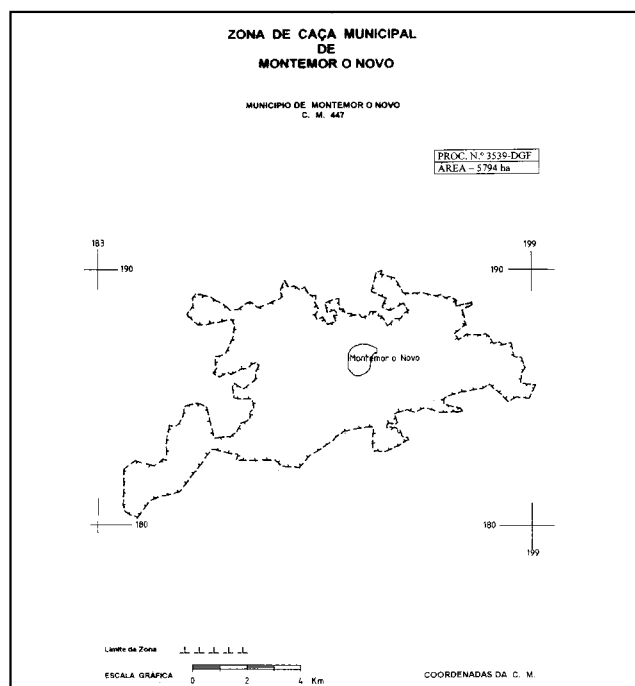 ZONA DE CAÇA MUNICIPAL
DE
MONTEMOR O NOVO
MUNICIPIO DE MONTEMOR O NOVO
C. M. 447
PROC. N.º 3539-DGF
AREA – 5794 ha
183
199
190
190
Montemor o Novo
180
180
199
Limite da Zona
ESCALA GRÁFICA
0 2 4 Km
COORDENADAS DA C. M.